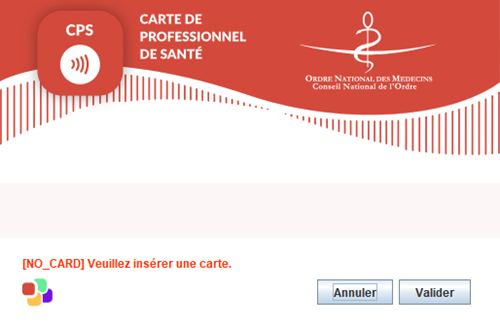 CPS
CARTE DE
PROFESSIONNEL
DE SANTÉ
ORDRE NATIONAL DES MEDECINS
Conseil National de l'Ordre
[NO_CARD] Veuillez insérer une carte.
Annuler
Valider